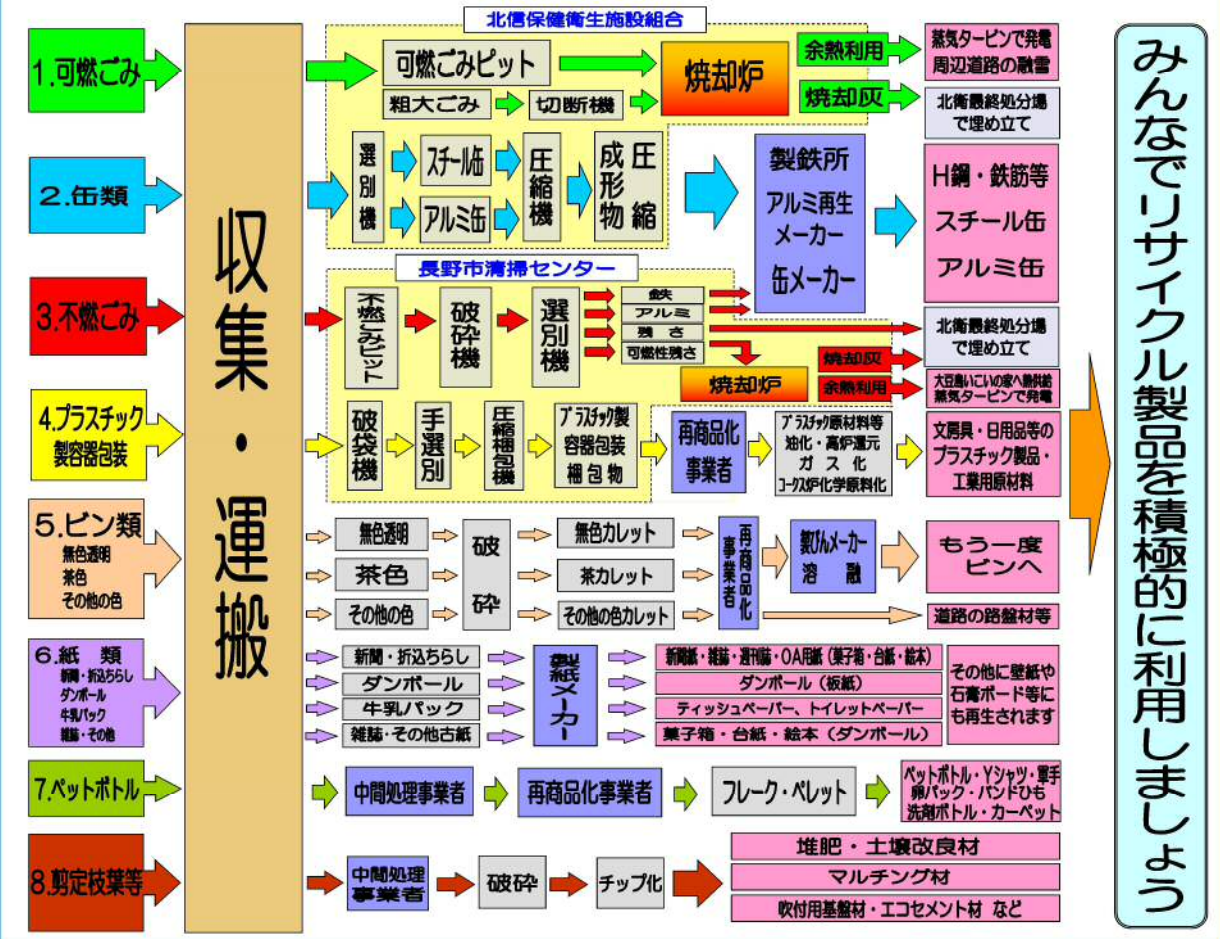 北信保健衛生施設組合
1.可燃ごみ
可燃ごみピット
粗大ごみ
切断機
焼却炉
余熱利用
蒸気タービンで発電
周辺道路の融雪
焼却灰
北衛最終処分場
で埋め立て
2.缶類
選別機
スチール缶
アルミ缶
圧縮機
圧縮
成形物
製鉄所
アルミ再生
メーカー
缶メーカー
H鋼・鉄筋等
スチール缶
アルミ缶
収集・運搬
長野市清掃センター
3.不燃ごみ
不燃ごみピット
破砕機
選別機
鉄
アルミ
残さ
可燃性残さ
焼却炉
北衛最終処分場
で埋め立て
焼却灰
余熱利用
大豆島いこいの家へ熱供給
蒸気タービンで発電
4.プラスチック
製容器包装
破袋機
手選別
圧縮梱包機
プラスチック製
容器包装
梱包物
再商品化
事業者
プラスチック原材料等
油化・高炉還元
ガス化
コークス炉化学原料化
文房具・日用品等の
プラスチック製品・
工業用原材料
5.ビン類
無色透明
茶色
その他の色
無色透明
茶色
その他の色
破砕
無色カレット
茶カレット
その他の色カレット
再商品化
事業者
製びんメーカー
溶融
もう一度
ビンへ
道路の路盤材等
6.紙類
新聞・折込ちらし
ダンボール
牛乳パック
雑誌・その他
新聞・折込ちらし
ダンボール
牛乳パック
雑誌・その他古紙
製紙メーカー
新聞紙・雑誌・週刊誌・OA用紙(菓子箱・台紙・絵本)
ダンボール(板紙)
ティッシュペーパー、トイレットペーパー
菓子箱・台紙・絵本(ダンボール)
その他に壁紙や
石膏ボード等に
も再生されます
7.ペットボトル
中間処理事業者
再商品化事業者
フレーク・ペレット
ペットボトル・Yシャツ・軍手
卵パック・バンドひも
洗剤ボトル・カーペット
8.剪定枝葉等
中間処理
事業者
破砕
チップ化
堆肥・土壌改良材
マルチング材
吹付用基盤材・エコセメント材 など
みんなでリサイクル製品を積極的に利用しましょう